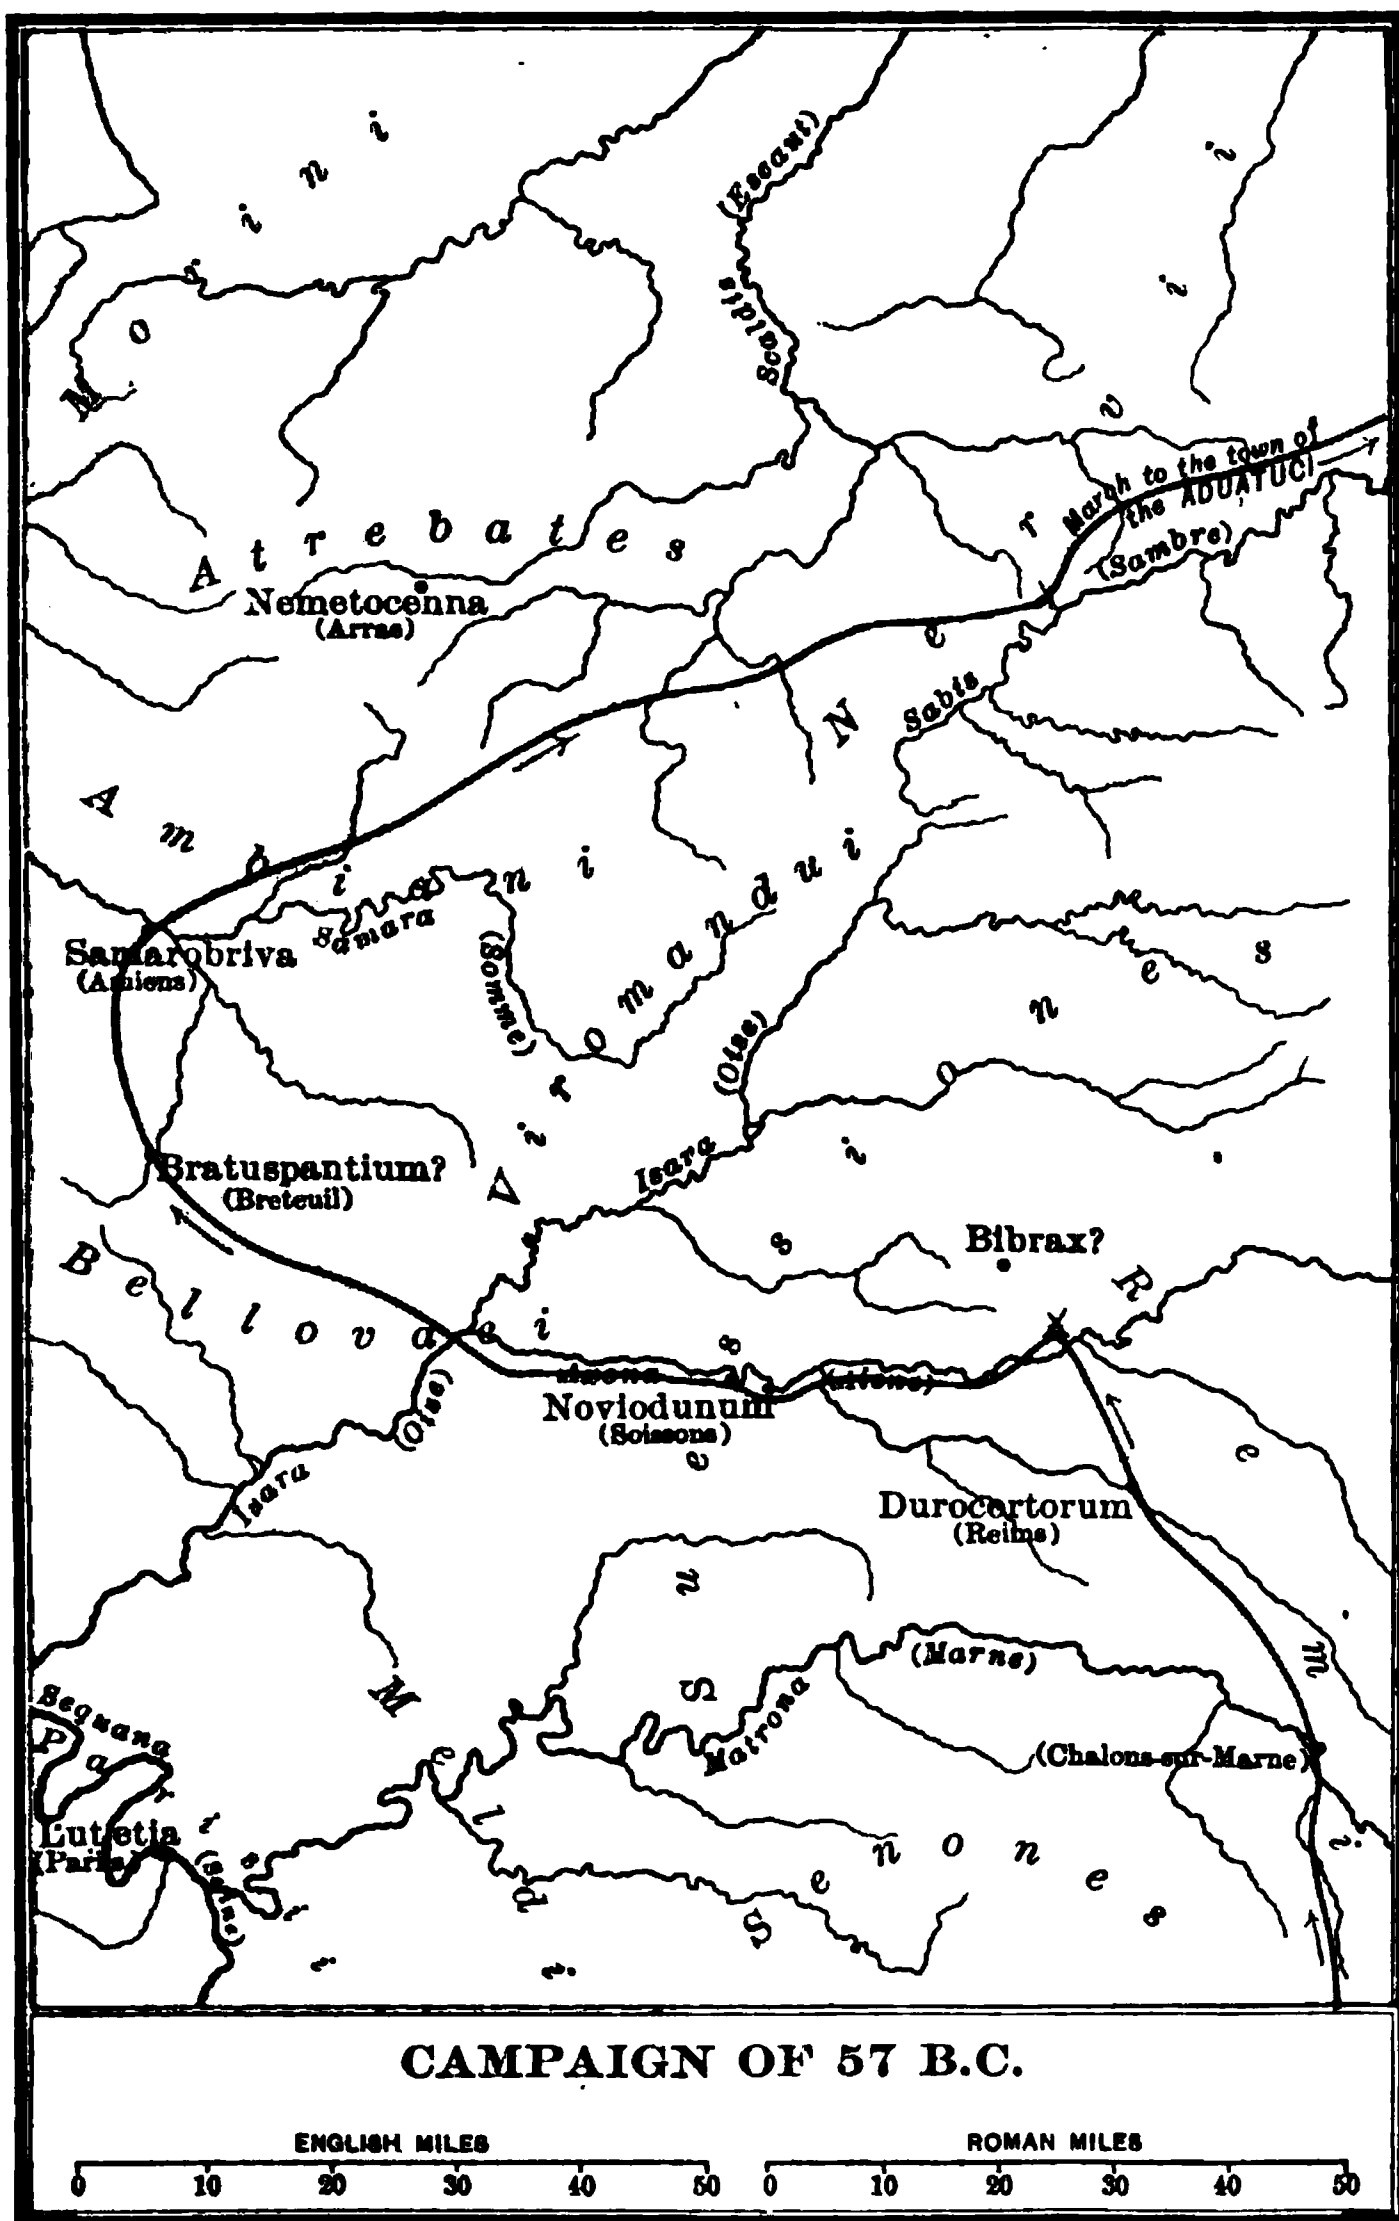 Morini
(Escaut)
Scaldis
Nervii
March to the town of
the ADUATUCI
(Sambre)
Sabis
Atrebates
Nemetocenna
(Arras)
Ambiani
Samara
(Somme)
Samarobriva
(Amiens)
Viromandui
(Oise)
Isara
Bratuspantium?
(Breteuil)
Bellovaci
Suessiones
Bibrax?
Remi
Axona
(Aisne)
Noviodunum
(Soissons)
(Oise)
Isara
Durocortorum
(Reims)
Meldi
(Marne)
Matrona
(Chalons-sur-Marne)
Sequana
Parisii
Lutetia
(Paris)
(Seine)
Senones
CAMPAIGN OF 57 B.C.
ENGLISH MILES
0 10 20 30 40 50
ROMAN MILES
0 10 20 30 40 50